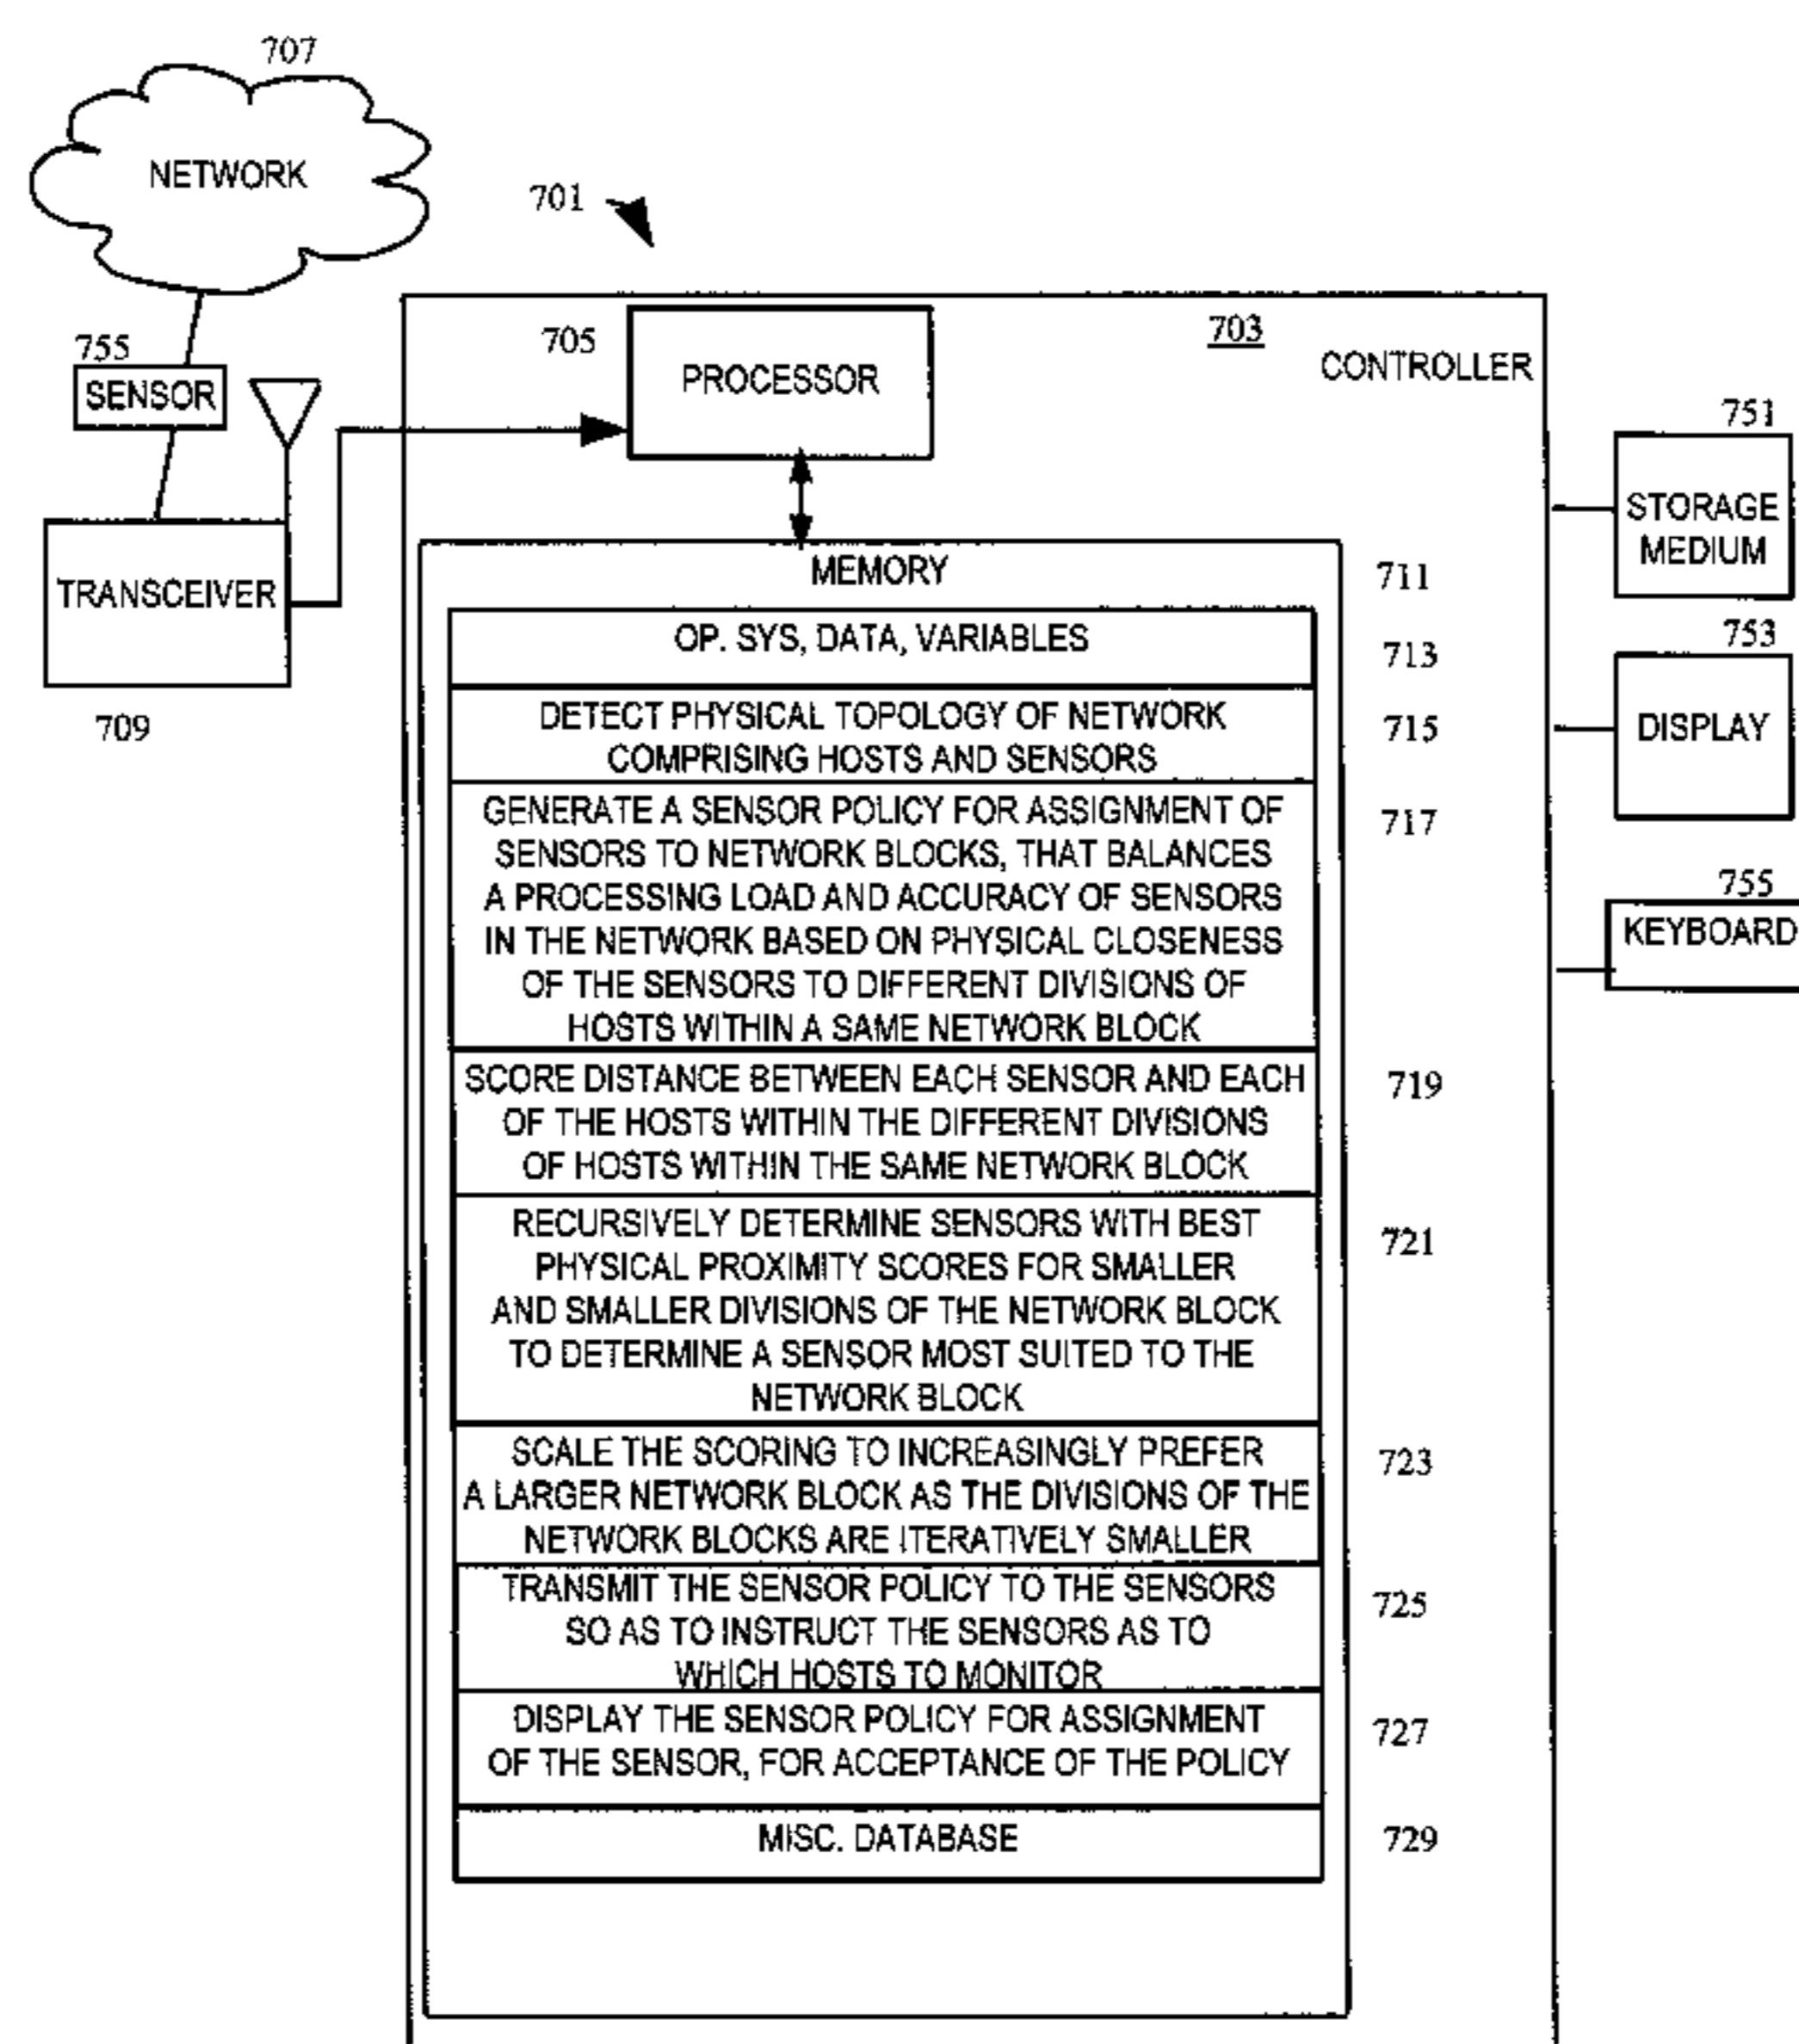 707
NETWORK
701
703
CONTROLLER
705
PROCESSOR
755
SENSOR
TRANSCEIVER
709
751
STORAGE
MEDIUM
753
DISPLAY
755
KEYBOARD
MEMORY
711
OP. SYS, DATA, VARIABLES
713
DETECT PHYSICAL TOPOLOGY OF NETWORK
COMPRISING HOSTS AND SENSORS
715
GENERATE A SENSOR POLICY FOR ASSIGNMENT OF
SENSORS TO NETWORK BLOCKS, THAT BALANCES
A PROCESSING LOAD AND ACCURACY OF SENSORS
IN THE NETWORK BASED ON PHYSICAL CLOSENESS
OF THE SENSORS TO DIFFERENT DIVISIONS OF
HOSTS WITHIN A SAME NETWORK BLOCK
717
SCORE DISTANCE BETWEEN EACH SENSOR AND EACH
OF THE HOSTS WITHIN THE DIFFERENT DIVISIONS
OF HOSTS WITHIN THE SAME NETWORK BLOCK
719
RECURSIVELY DETERMINE SENSORS WITH BEST
PHYSICAL PROXIMITY SCORES FOR SMALLER
AND SMALLER DIVISIONS OF THE NETWORK BLOCK
TO DETERMINE A SENSOR MOST SUITED TO THE
NETWORK BLOCK
721
SCALE THE SCORING TO INCREASINGLY PREFER
A LARGER NETWORK BLOCK AS THE DIVISIONS OF THE
NETWORK BLOCKS ARE ITERATIVELY SMALLER
723
TRANSMIT THE SENSOR POLICY TO THE SENSORS
SO AS TO INSTRUCT THE SENSORS AS TO
WHICH HOSTS TO MONITOR
725
DISPLAY THE SENSOR POLICY FOR ASSIGNMENT
OF THE SENSOR, FOR ACCEPTANCE OF THE POLICY
727
MISC. DATABASE
729